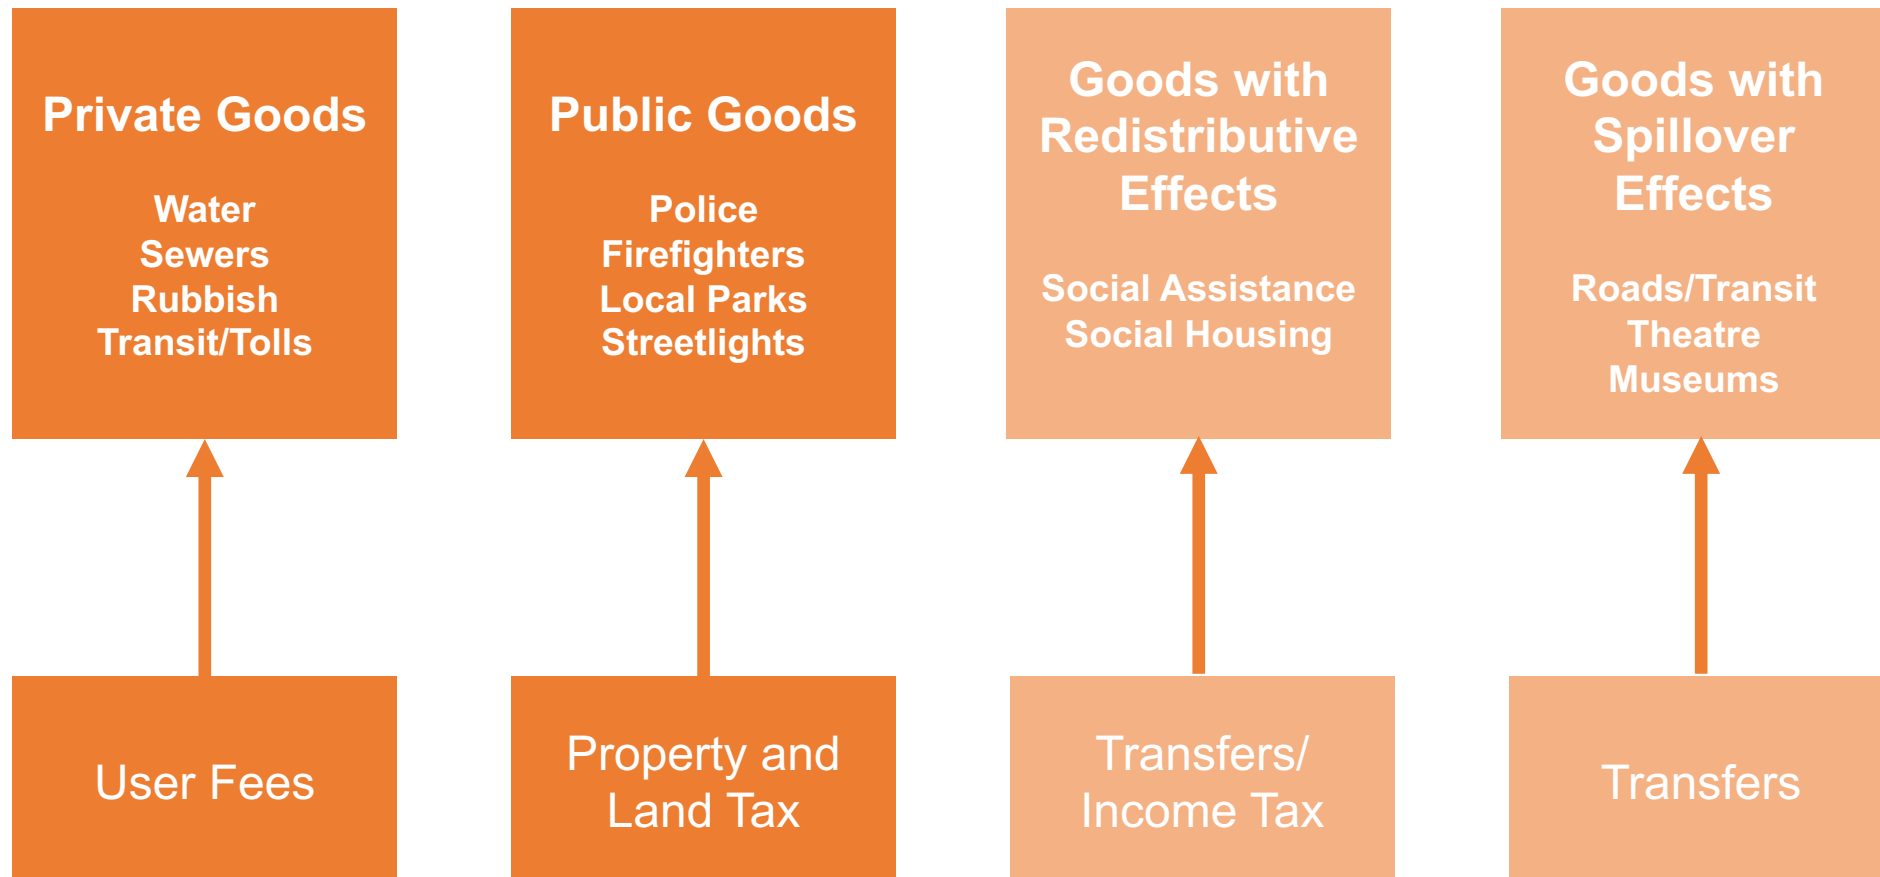 Private Goods
Water
Sewers
Rubbish
Transit/Tolls
Public Goods
Police
Firefighters
Local Parks
Streetlights
Goods with
Redistributive
Effects
Social Assistance
Social Housing
Goods with
Spillover
Effects
Roads/Transit
Theatre
Museums
User Fees
Property and
Land Tax
Transfers/
Income Tax
Transfers